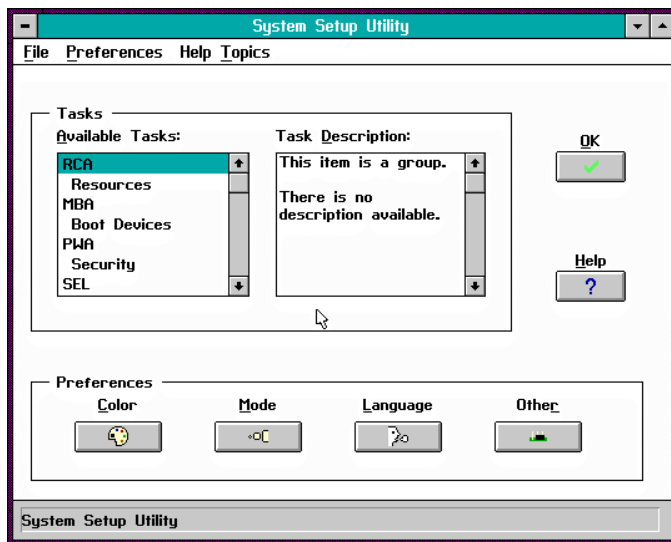 System Setup Utility
File Preferences Help Topics
Tasks
Available Tasks: Task Description:
OK
RCA
Resources
MBA
Boot Devices
PWA
Security
SEL
This item is a group.
There is no
description available.
Help
?
Preferences
Color Mode Language Other
System Setup Utility